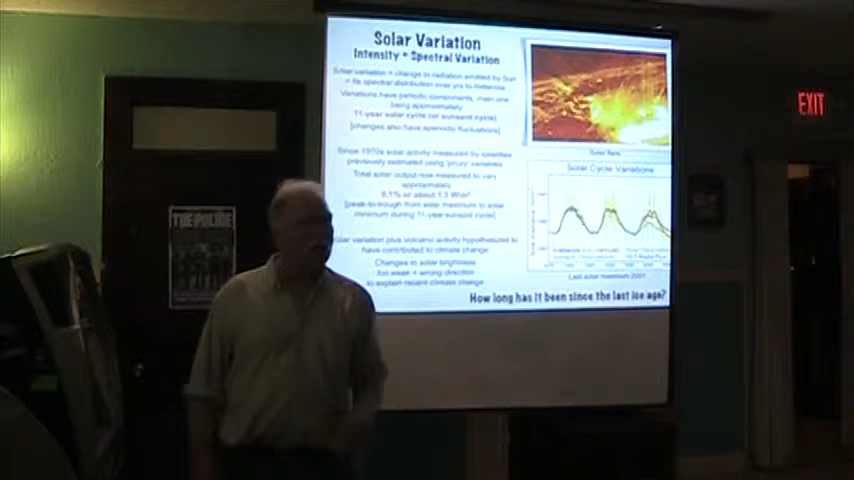 Solar Variation
Intensity + Spectral Variation
Solar variation = change in radiation emitted by Sun
+ its spectral distribution over yrs to millennia
Variations have periodic components, main one
being approximately
11-year solar cycle (or sunspot cycle)
[changes also have aperiodic fluctuations]
Since 1970s solar activity measured by satellites
previously estimated using 'proxy' variables
Total solar output now measured to vary
approximately
0.1% or about 1.3 W/m²
[peak-to-trough from solar maximum to solar
minimum during 11-year sunspot cycle]
Solar variation plus volcanic activity hypothesized to
have contributed to climate change
Changes in solar brightness
too weak + wrong direction
to explain recent climate change
Solar flare
Solar Cycle Variations
Last solar maximum 2001
How long has it been since the last ice age?
EXIT
THE POLICE